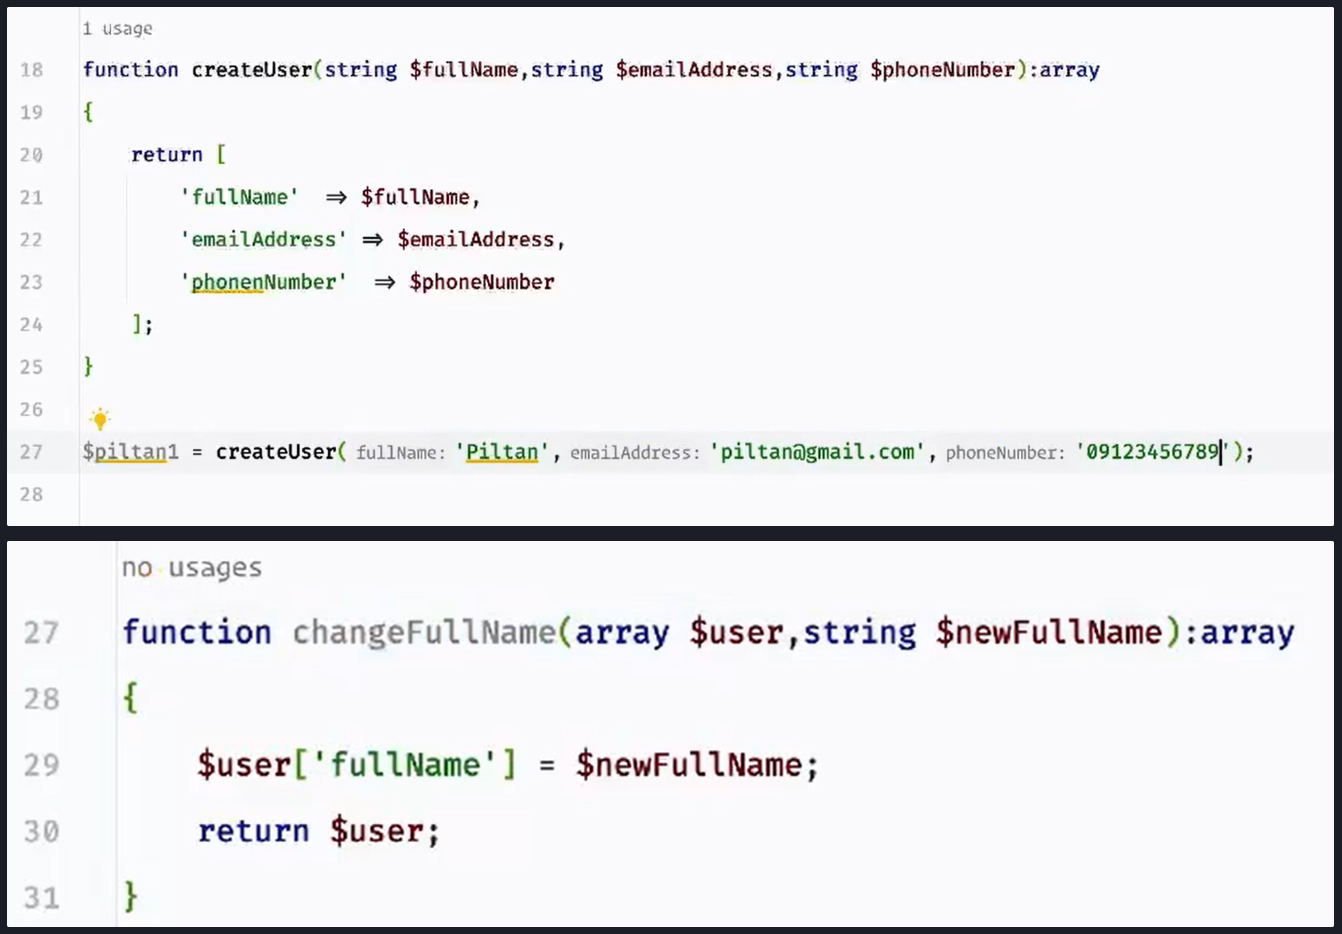 1 usage
18 function createUser(string $fullName,string $emailAddress,string $phoneNumber):array
19 {
20 return [
21 'fullName' ⇒ $fullName,
22 'emailAddress' ⇒ $emailAddress,
23 'phonenNumber' ⇒ $phoneNumber
24 ];
25 }
26
27 $piltan1 = createUser( fullName: 'Piltan', emailAddress: 'piltan@gmail.com', phoneNumber: '09123456789');
28
no usages
27 function changeFullName(array $user,string $newFullName):array
28 {
29 $user['fullName'] = $newFullName;
30 return $user;
31 }